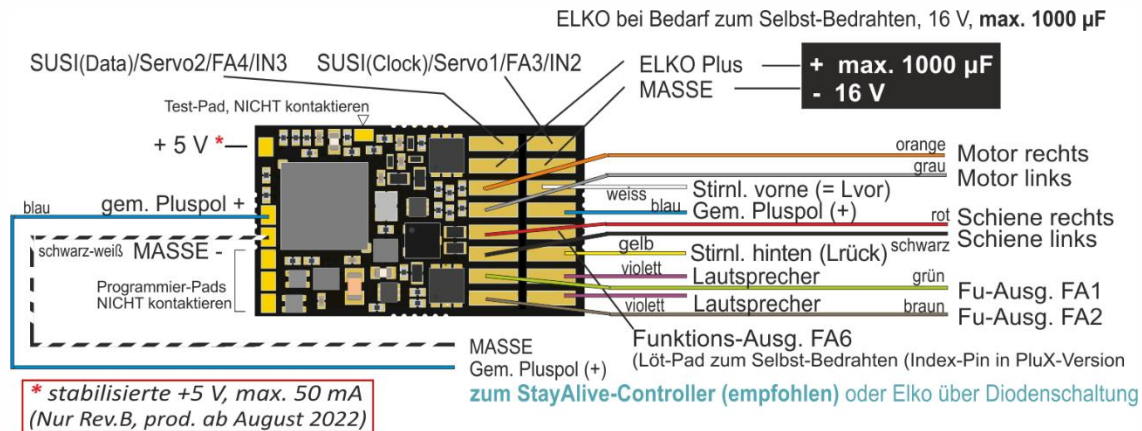 ELKO bei Bedarf zum Selbst-Bedrahten, 16 V, max. 1000 µF
SUSI(Data)/Servo2/FA4/IN3
SUSI(Clock)/Servo1/FA3/IN2
ELKO Plus
MASSE
+ max. 1000 µF
- 16 V
Test-Pad, NICHT kontaktieren
+ 5 V *
orange
Motor rechts
grau
Motor links
weiss
Stirnl. vorne (= Lvor)
blau
gem. Pluspol +
blau
Gem. Pluspol (+)
rot
Schiene rechts
schwarz
Schiene links
schwarz-weiß
MASSE -
gelb
Stirnl. hinten (Lrück)
violett
Lautsprecher
grün
Fu-Ausg. FA1
Programmier-Pads
NICHT kontaktieren
violett
Lautsprecher
braun
Fu-Ausg. FA2
Funktions-Ausg. FA6
(Löt-Pad zum Selbst-Bedrahten (Index-Pin in PluX-Version
MASSE
Gem. Pluspol (+)
zum StayAlive-Controller (empfohlen) oder Elko über Diodenschaltung
* stabilisierte +5 V, max. 50 mA
(Nur Rev.B, prod. ab August 2022)